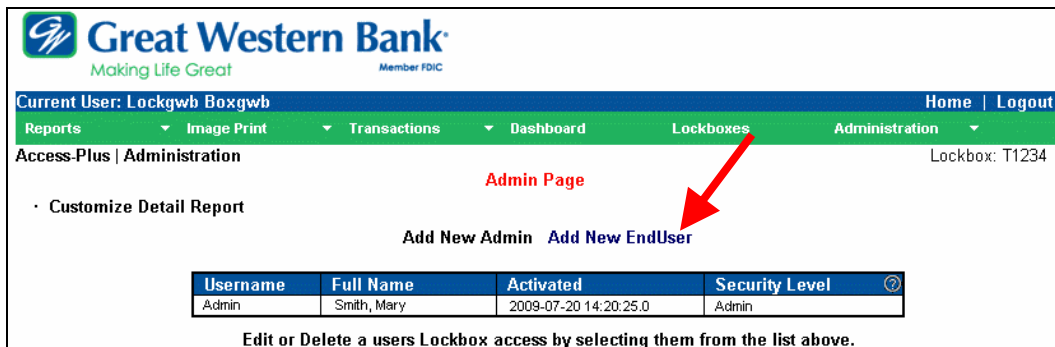 Great Western Bank
Making Life Great Member FDIC
Current User: Lockgwb Boxgwb Home | Logout
Reports Image Print Transactions Dashboard Lockboxes Administration
Access-Plus | Administration Lockbox: T1234
Admin Page
· Customize Detail Report
Add New Admin Add New EndUser
Username Full Name Activated Security Level ?
Admin Smith, Mary 2009-07-20 14:20:25.0 Admin
Edit or Delete a users Lockbox access by selecting them from the list above.